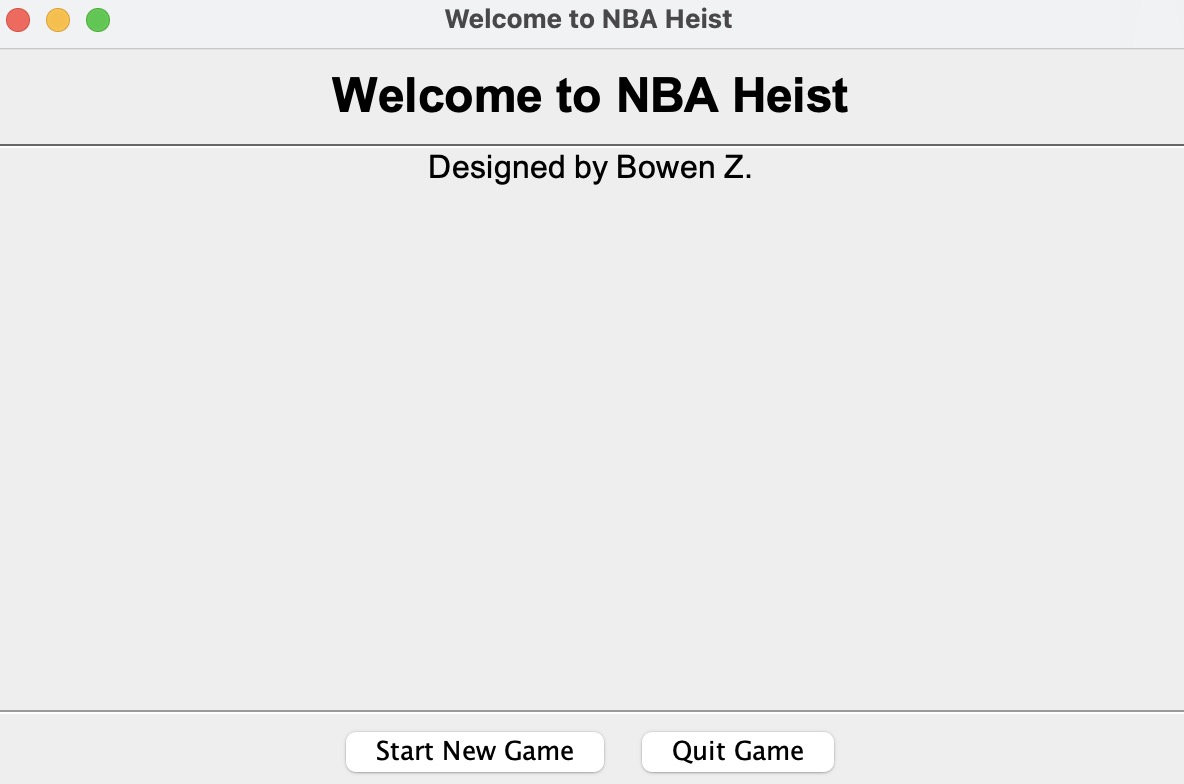 Welcome to NBA Heist
Welcome to NBA Heist
Designed by Bowen Z.
Start New Game
Quit Game